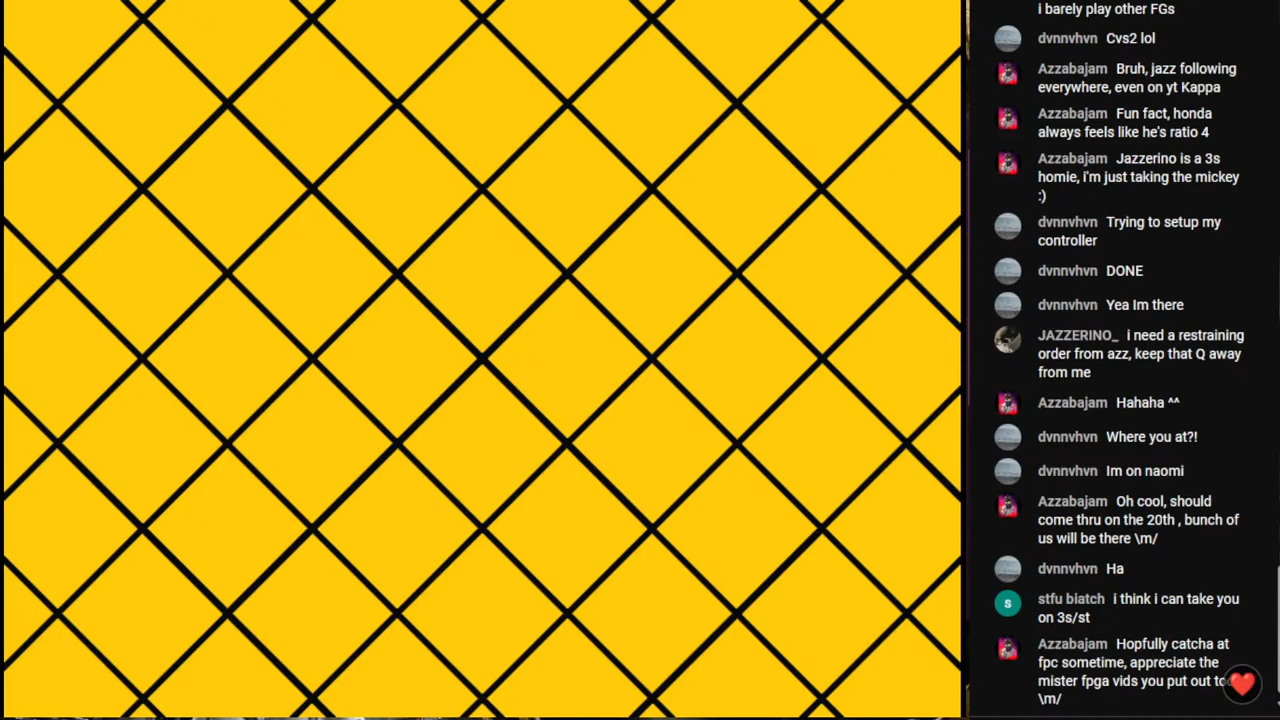 i barely play other FGs
dvnnvhvn Cvs2 lol
Azzabajam Bruh, jazz following
everywhere, even on yt Kappa
Azzabajam Fun fact, honda
always feels like he's ratio 4
Azzabajam Jazzerino is a 3s
homie, i'm just taking the mickey
:)
dvnnvhvn Trying to setup my
controller
dvnnvhvn DONE
dvnnvhvn Yea Im there
JAZZERINO_ i need a restraining
order from azz, keep that Q away
from me
Azzabajam Hahaha ^^
dvnnvhvn Where you at?!
dvnnvhvn Im on naomi
Azzabajam Oh cool, should
come thru on the 20th , bunch of
us will be there \m/
dvnnvhvn Ha
s
stfu biatch i think i can take you
on 3s/st
Azzabajam Hopfully catcha at
fpc sometime, appreciate the
mister fpga vids you put out
\m/